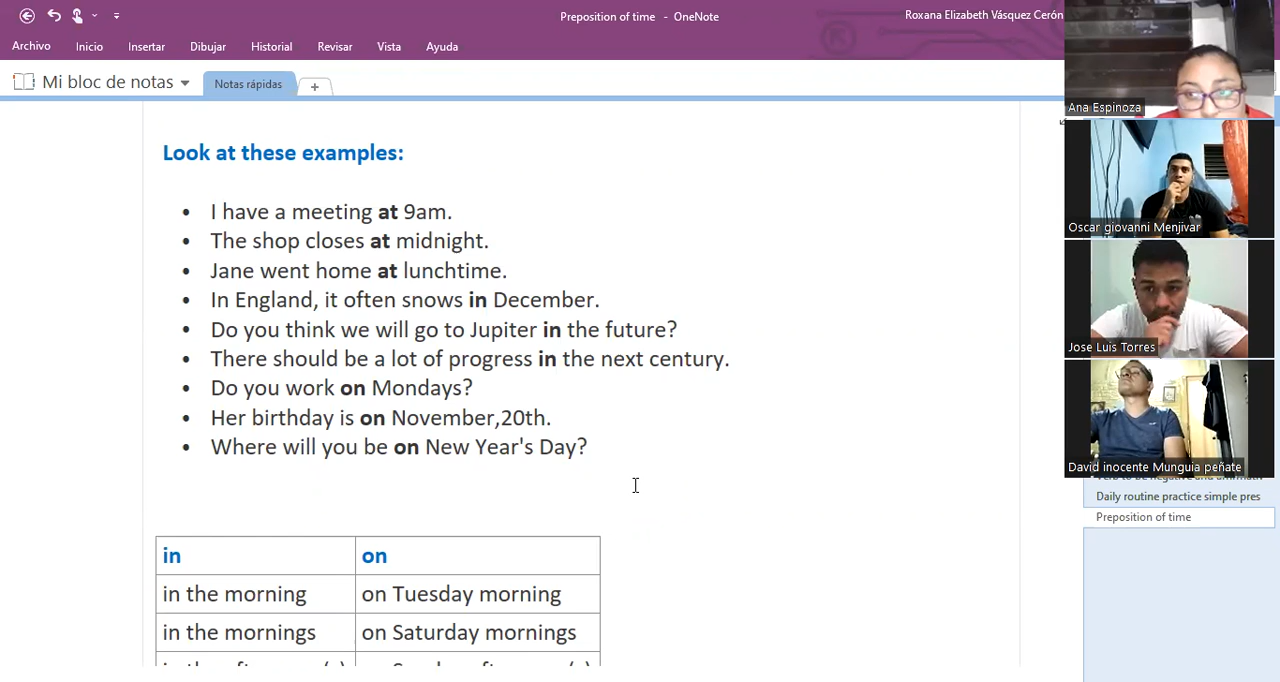 Preposition of time - OneNote
Roxana Elizabeth Vásquez Cerón
Archivo Inicio Insertar Dibujar Historial Revisar Vista Ayuda
Mi bloc de notas
Notas rápidas
+
Look at these examples:
• I have a meeting at 9am.
• The shop closes at midnight.
• Jane went home at lunchtime.
• In England, it often snows in December.
• Do you think we will go to Jupiter in the future?
• There should be a lot of progress in the next century.
• Do you work on Mondays?
• Her birthday is on November,20th.
• Where will you be on New Year's Day?
in on
in the morning on Tuesday morning
in the mornings on Saturday mornings
Ana Espinoza
Oscar giovanni Menjivar
Jose Luis Torres
David inocente Munguia peñate
Daily routine practice simple pres
Preposition of time